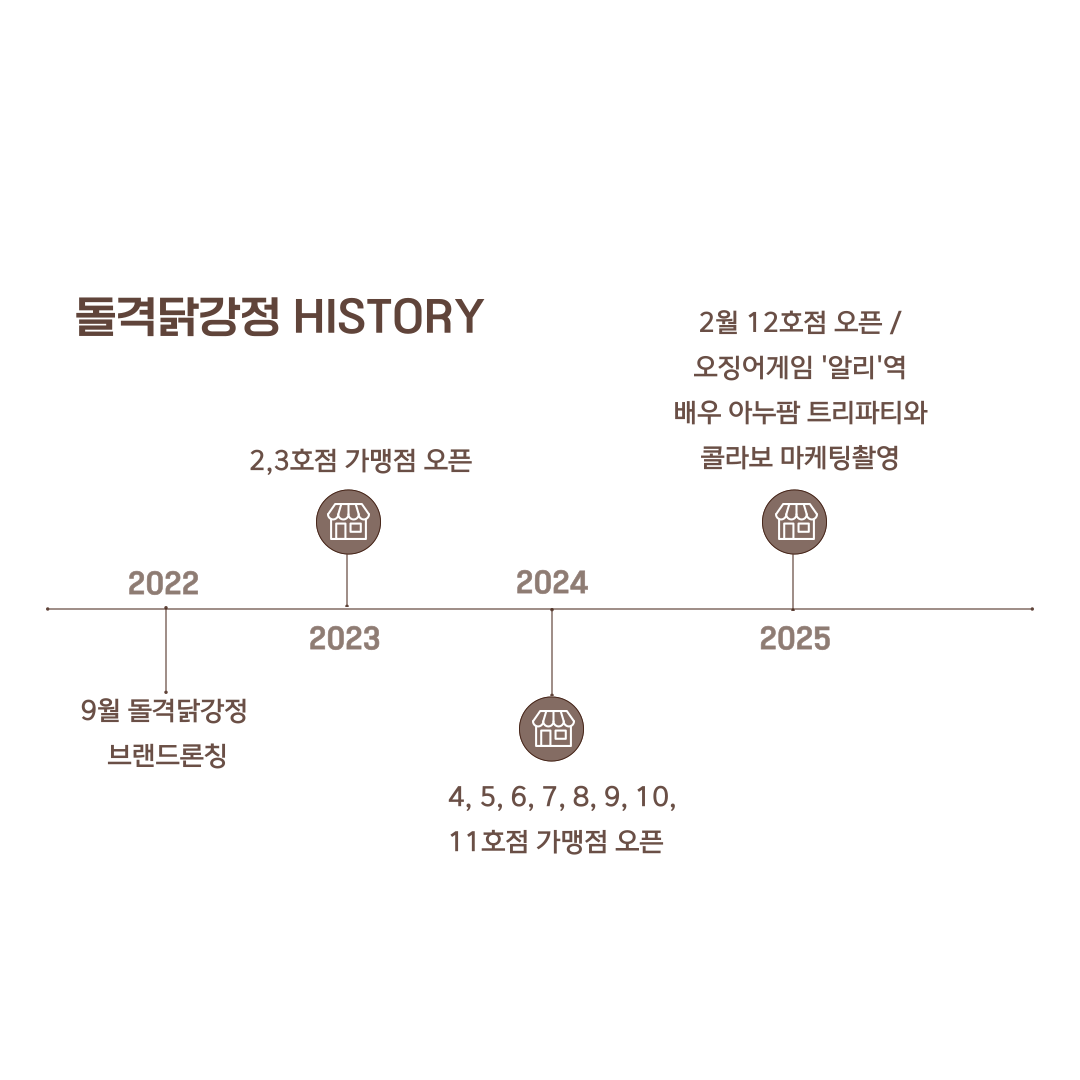 돌격닭강정 HISTORY
2월 12호점 오픈 /
오징어게임 '알리'역
배우 아누팜 트리파티와
콜라보 마케팅촬영
2,3호점 가맹점 오픈
2022
2024
2023
2025
9월 돌격닭강정
브랜드론칭
4, 5, 6, 7, 8, 9, 10,
11호점 가맹점 오픈